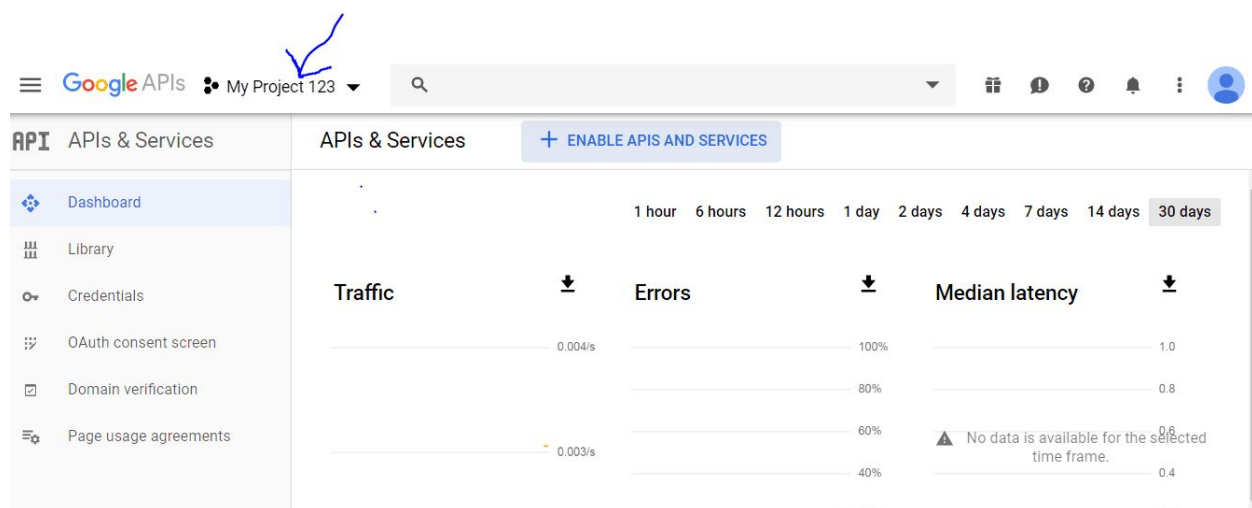 Google APIs My Project 123
API APIs & Services
APIs & Services + ENABLE APIS AND SERVICES
Dashboard
Library
Credentials
OAuth consent screen
Domain verification
Page usage agreements
1 hour 6 hours 12 hours 1 day 2 days 4 days 7 days 14 days 30 days
Traffic
0.004/s
0.003/s
Errors
100%
80%
60%
40%
Median latency
1.0
0.8
0.6
0.4
No data is available for the selected
time frame.